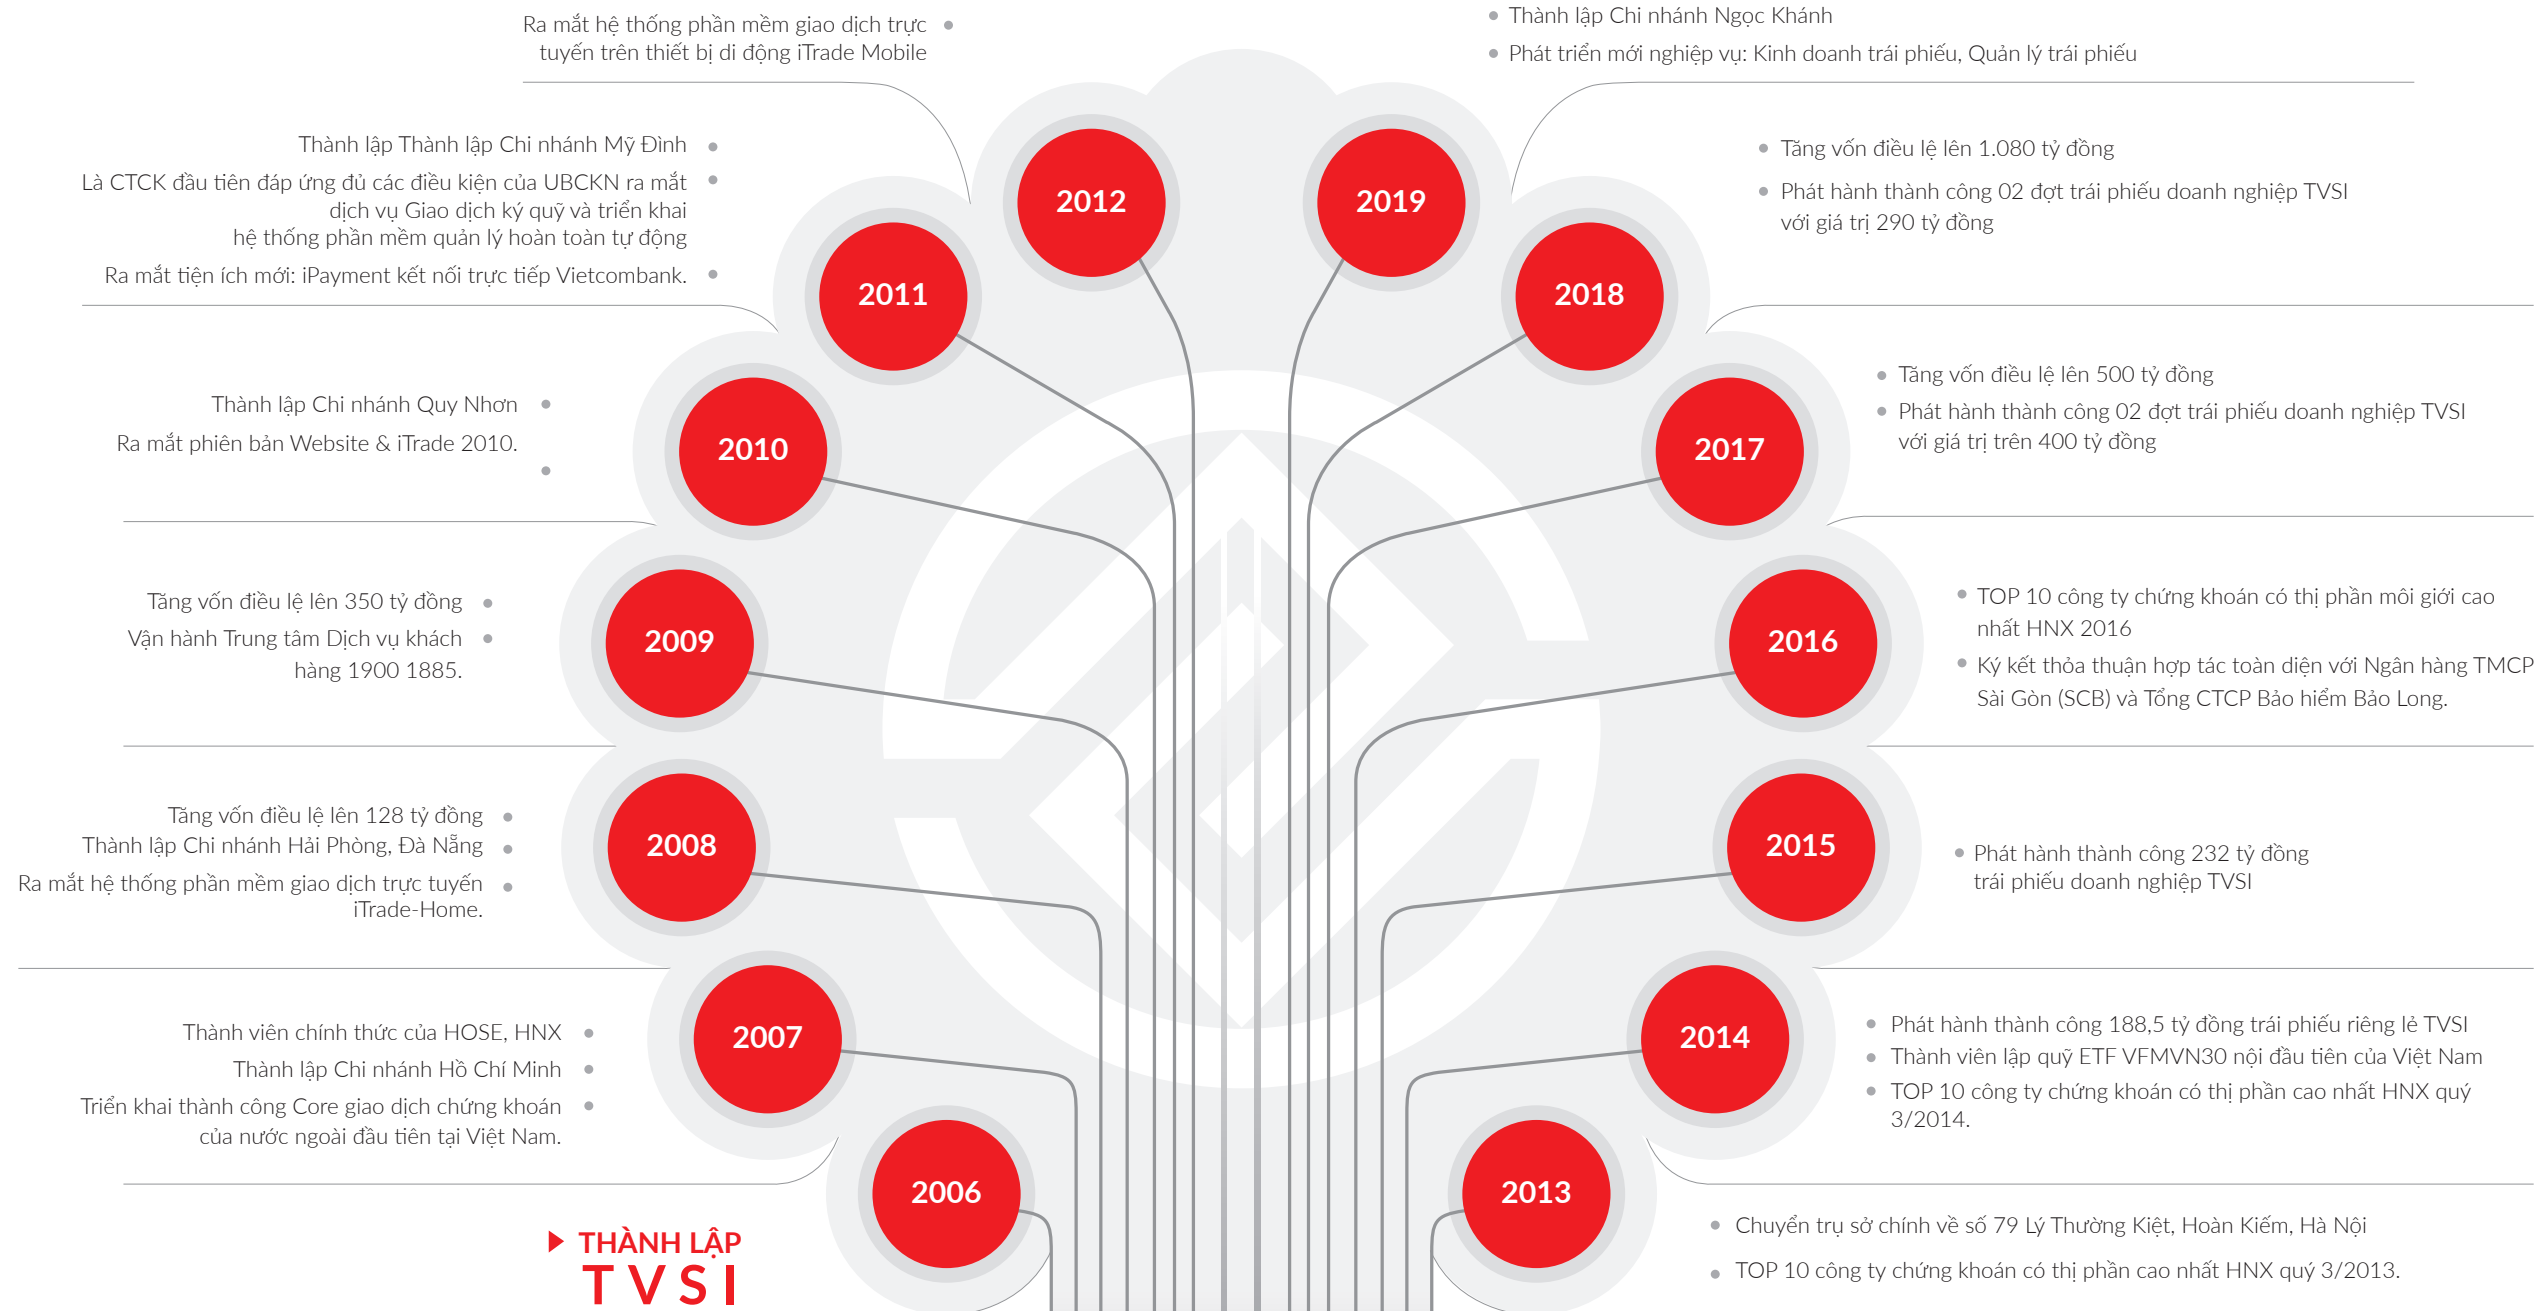 Ra mắt hệ thống phần mềm giao dịch trực
tuyến trên thiết bị di động iTrade Mobile
2012
Thành lập Thành lập Chi nhánh Mỹ Đình
Là CTCK đầu tiên đáp ứng đủ các điều kiện của UBCKN ra mắt
dịch vụ Giao dịch ký quỹ và triển khai
hệ thống phần mềm quản lý hoàn toàn tự động
Ra mắt tiện ích mới: iPayment kết nối trực tiếp Vietcombank.
2011
Thành lập Chi nhánh Quy Nhơn
Ra mắt phiên bản Website & iTrade 2010.
2010
Tăng vốn điều lệ lên 350 tỷ đồng
Vận hành Trung tâm Dịch vụ khách
hàng 1900 1885.
2009
Tăng vốn điều lệ lên 128 tỷ đồng
Thành lập Chi nhánh Hải Phòng, Đà Nẵng
Ra mắt hệ thống phần mềm giao dịch trực tuyến
iTrade-Home.
2008
Thành viên chính thức của HOSE, HNX
Thành lập Chi nhánh Hồ Chí Minh
Triển khai thành công Core giao dịch chứng khoán
của nước ngoài đầu tiên tại Việt Nam.
2007
2006
THÀNH LẬP
TVSI
Thành lập Chi nhánh Ngọc Khánh
Phát triển mới nghiệp vụ: Kinh doanh trái phiếu, Quản lý trái phiếu
2019
Tăng vốn điều lệ lên 1.080 tỷ đồng
Phát hành thành công 02 đợt trái phiếu doanh nghiệp TVSI
với giá trị 290 tỷ đồng
2018
Tăng vốn điều lệ lên 500 tỷ đồng
Phát hành thành công 02 đợt trái phiếu doanh nghiệp TVSI
với giá trị trên 400 tỷ đồng
2017
TOP 10 công ty chứng khoán có thị phần môi giới cao
nhất HNX 2016
Ký kết thỏa thuận hợp tác toàn diện với Ngân hàng TMCP
Sài Gòn (SCB) và Tổng CTCP Bảo hiểm Bảo Long.
2016
Phát hành thành công 232 tỷ đồng
trái phiếu doanh nghiệp TVSI
2015
Phát hành thành công 188,5 tỷ đồng trái phiếu riêng lẻ TVSI
Thành viên lập quỹ ETF VFMVN30 nội đầu tiên của Việt Nam
TOP 10 công ty chứng khoán có thị phần cao nhất HNX quý
3/2014.
2014
Chuyển trụ sở chính về số 79 Lý Thường Kiệt, Hoàn Kiếm, Hà Nội
TOP 10 công ty chứng khoán có thị phần cao nhất HNX quý 3/2013.
2013